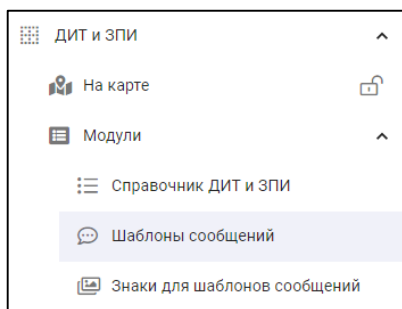 ДИТ и ЗПИ
На карте
Модули
Справочник ДИТ и ЗПИ
Шаблоны сообщений
Знаки для шаблонов сообщений